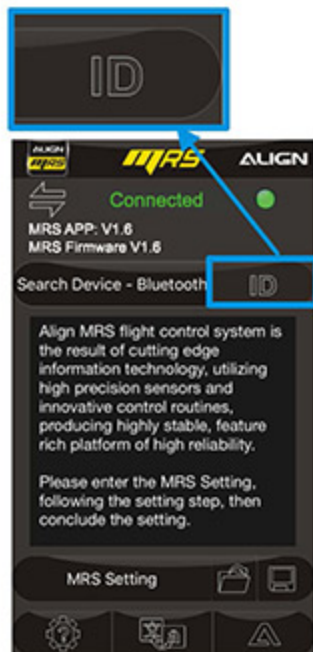 ID
ALIGN
MRS
MRS
ALIGN
Connected
MRS APP: V1.6
MRS Firmware V1.6
Search Device - Bluetooth
ID
Align MRS flight control system is
the result of cutting edge
information technology, utilizing
high precision sensors and
innovative control routines,
producing highly stable, feature
rich platform of high reliability.
Please enter the MRS Setting,
following the setting step, then
conclude the setting.
MRS Setting